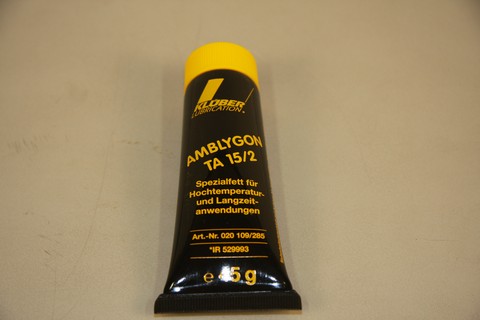 KLÜBER
LUBRICATION®
AMBLYGON
TA 15/2
Spezialfett für
Hochtemperatur-
und Langzeit-
anwendungen
Art.-Nr. 020 109/285
*IR 529993
e 45 g